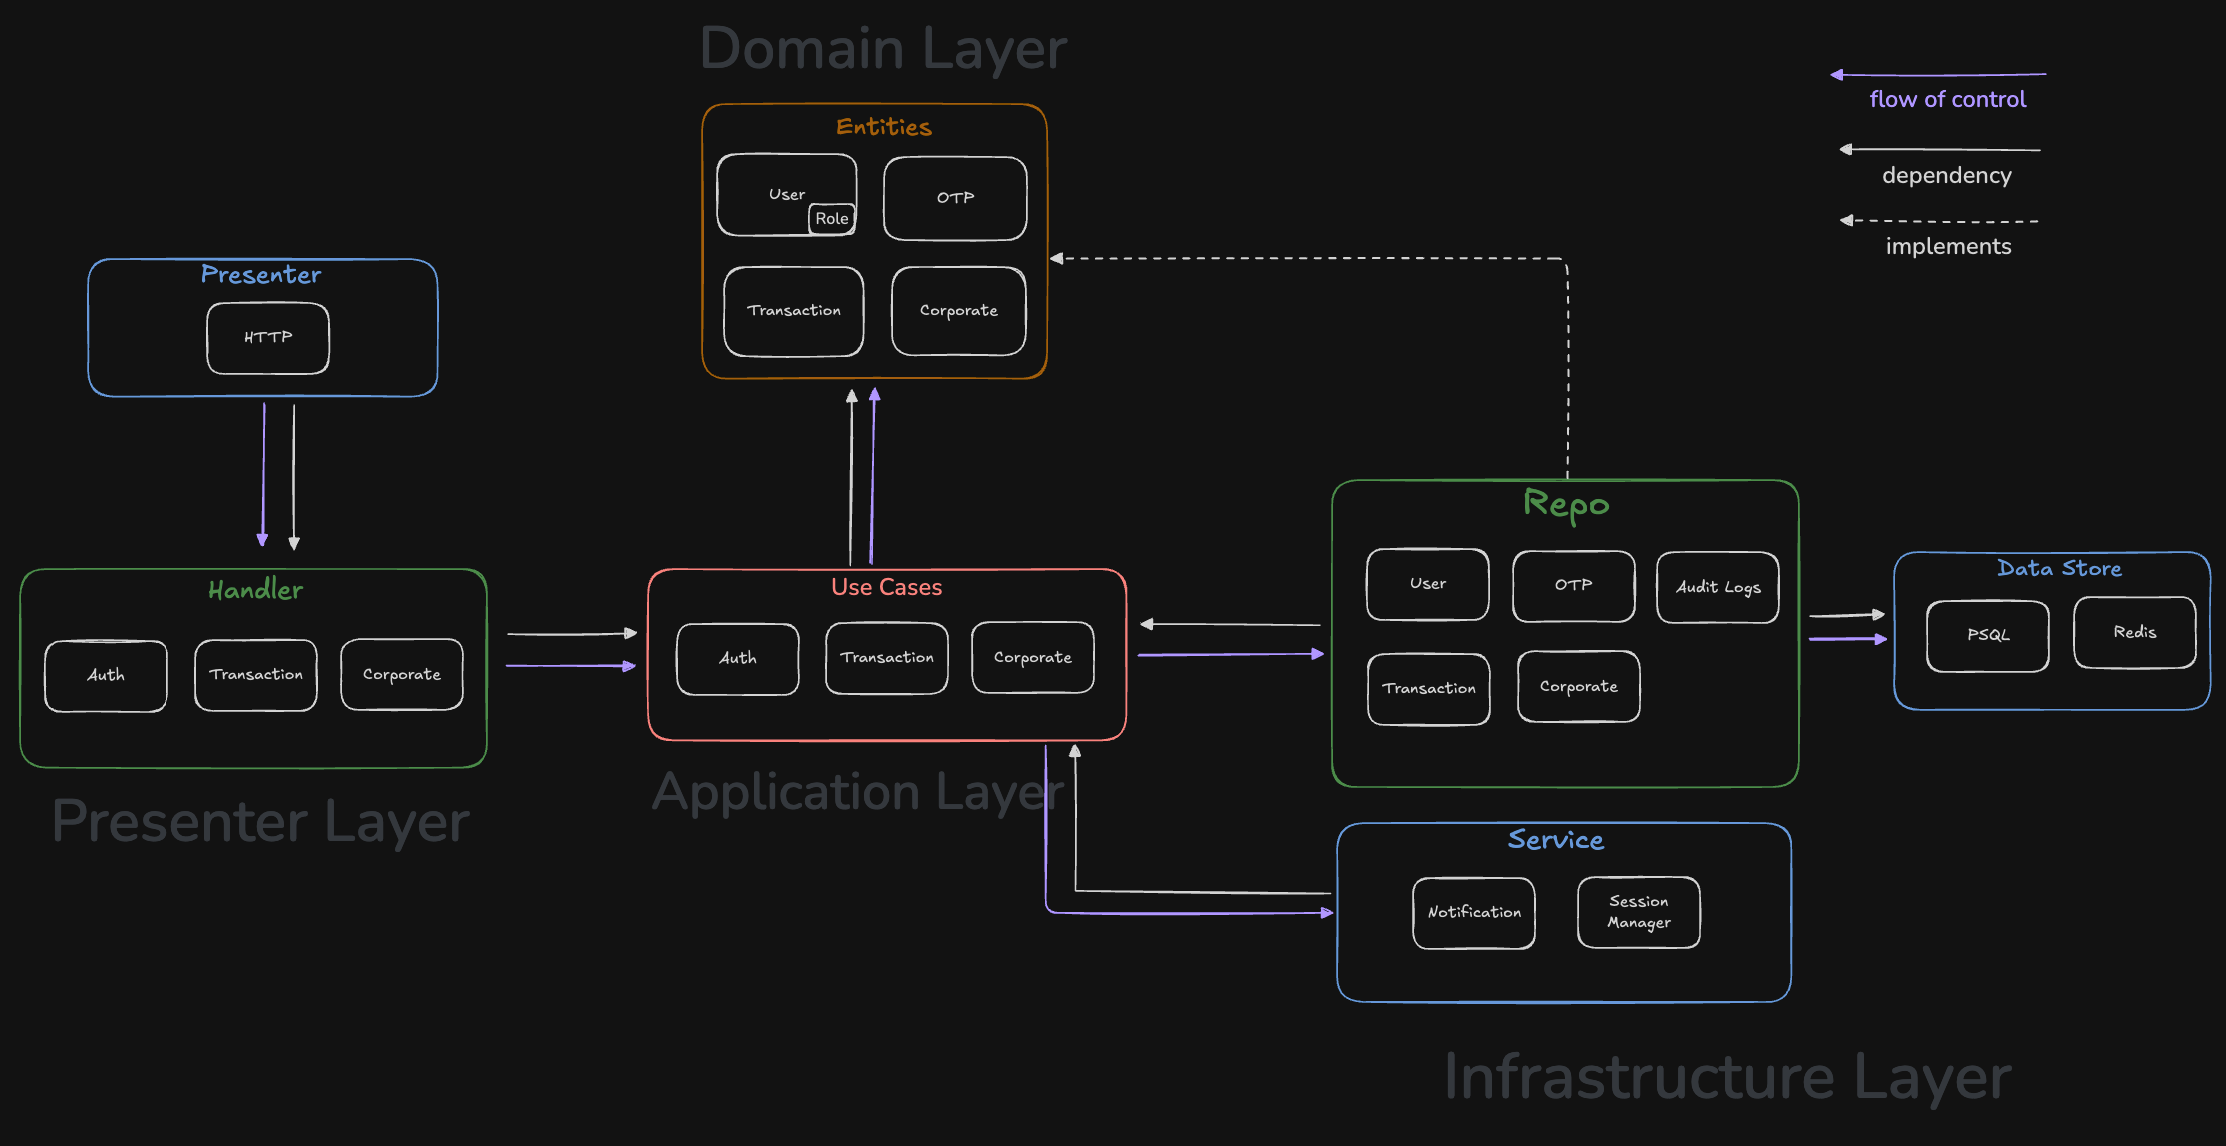 Domain Layer
flow of control
dependency
implements
Entities
User
Role
OTP
Transaction
Corporate
Presenter
HTTP
Handler
Auth
Transaction
Corporate
Presenter Layer
Use Cases
Auth
Transaction
Corporate
Application Layer
Repo
User
OTP
Audit Logs
Transaction
Corporate
Data Store
PSQL
Redis
Service
Notification
Session
Manager
Infrastructure Layer